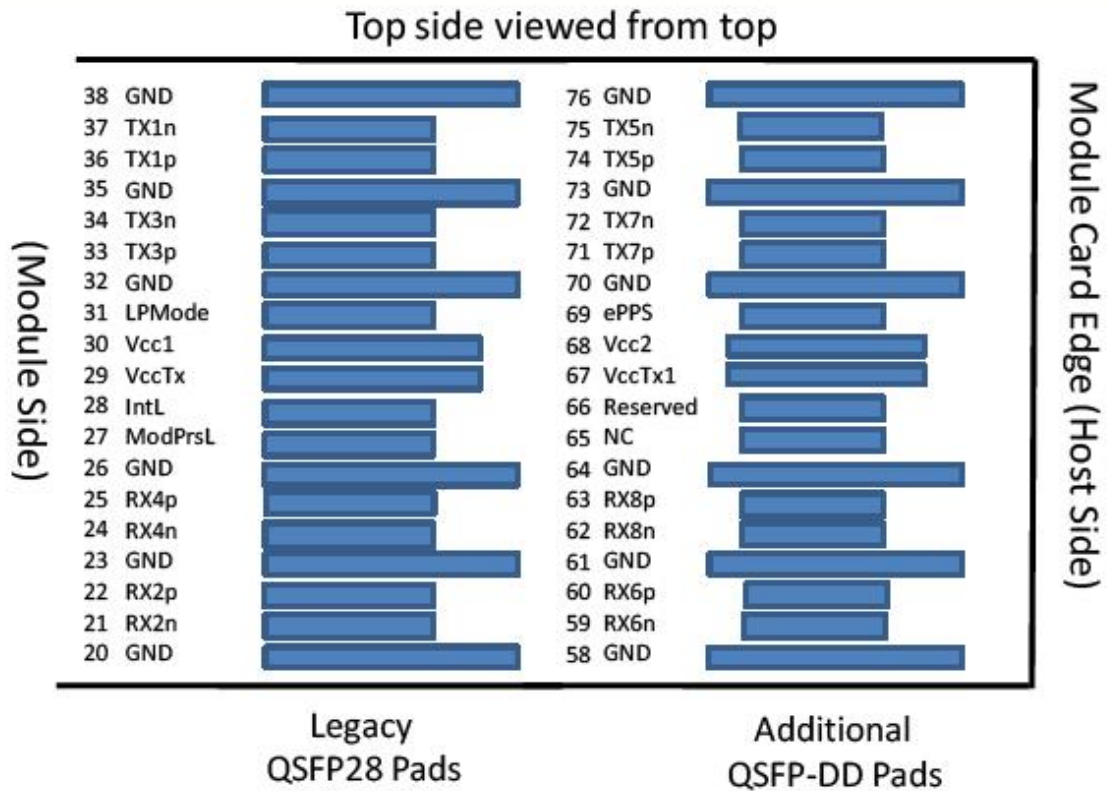 Top side viewed from top
38 GND 76 GND
37 TX1n 75 TX5n
36 TX1p 74 TX5p
35 GND 73 GND
34 TX3n 72 TX7n
33 TX3p 71 TX7p
32 GND 70 GND
31 LPMode 69 ePPS
30 Vcc1 68 Vcc2
29 VccTx 67 VccTx1
28 IntL 66 Reserved
27 ModPrsL 65 NC
26 GND 64 GND
25 RX4p 63 RX8p
24 RX4n 62 RX8n
23 GND 61 GND
22 RX2p 60 RX6p
21 RX2n 59 RX6n
20 GND 58 GND
(Module Side)
Module Card Edge (Host Side)
Legacy
QSFP28 Pads
Additional
QSFP-DD Pads